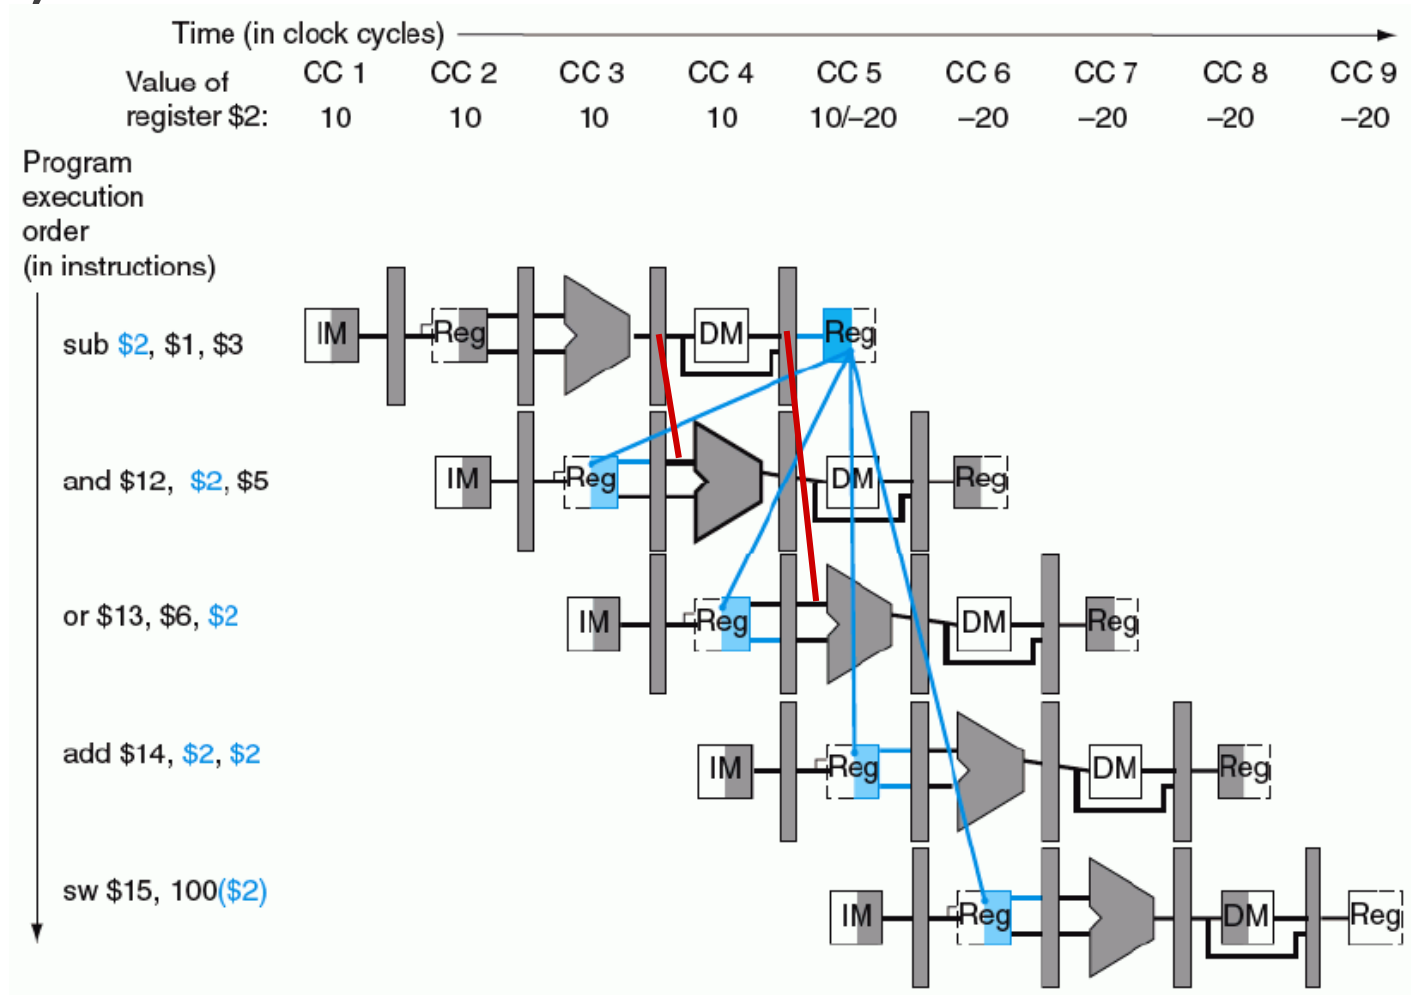 Time (in clock cycles)
Value of register $2:
CC 1 CC 2 CC 3 CC 4 CC 5 CC 6 CC 7 CC 8 CC 9
10 10 10 10 10/–20 –20 –20 –20 –20
Program
execution
order
(in instructions)
sub $2, $1, $3
IM Reg DM Reg
and $12, $2, $5
IM Reg DM Reg
or $13, $6, $2
IM Reg DM Reg
add $14, $2, $2
IM Reg DM Reg
sw $15, 100($2)
IM Reg DM Reg